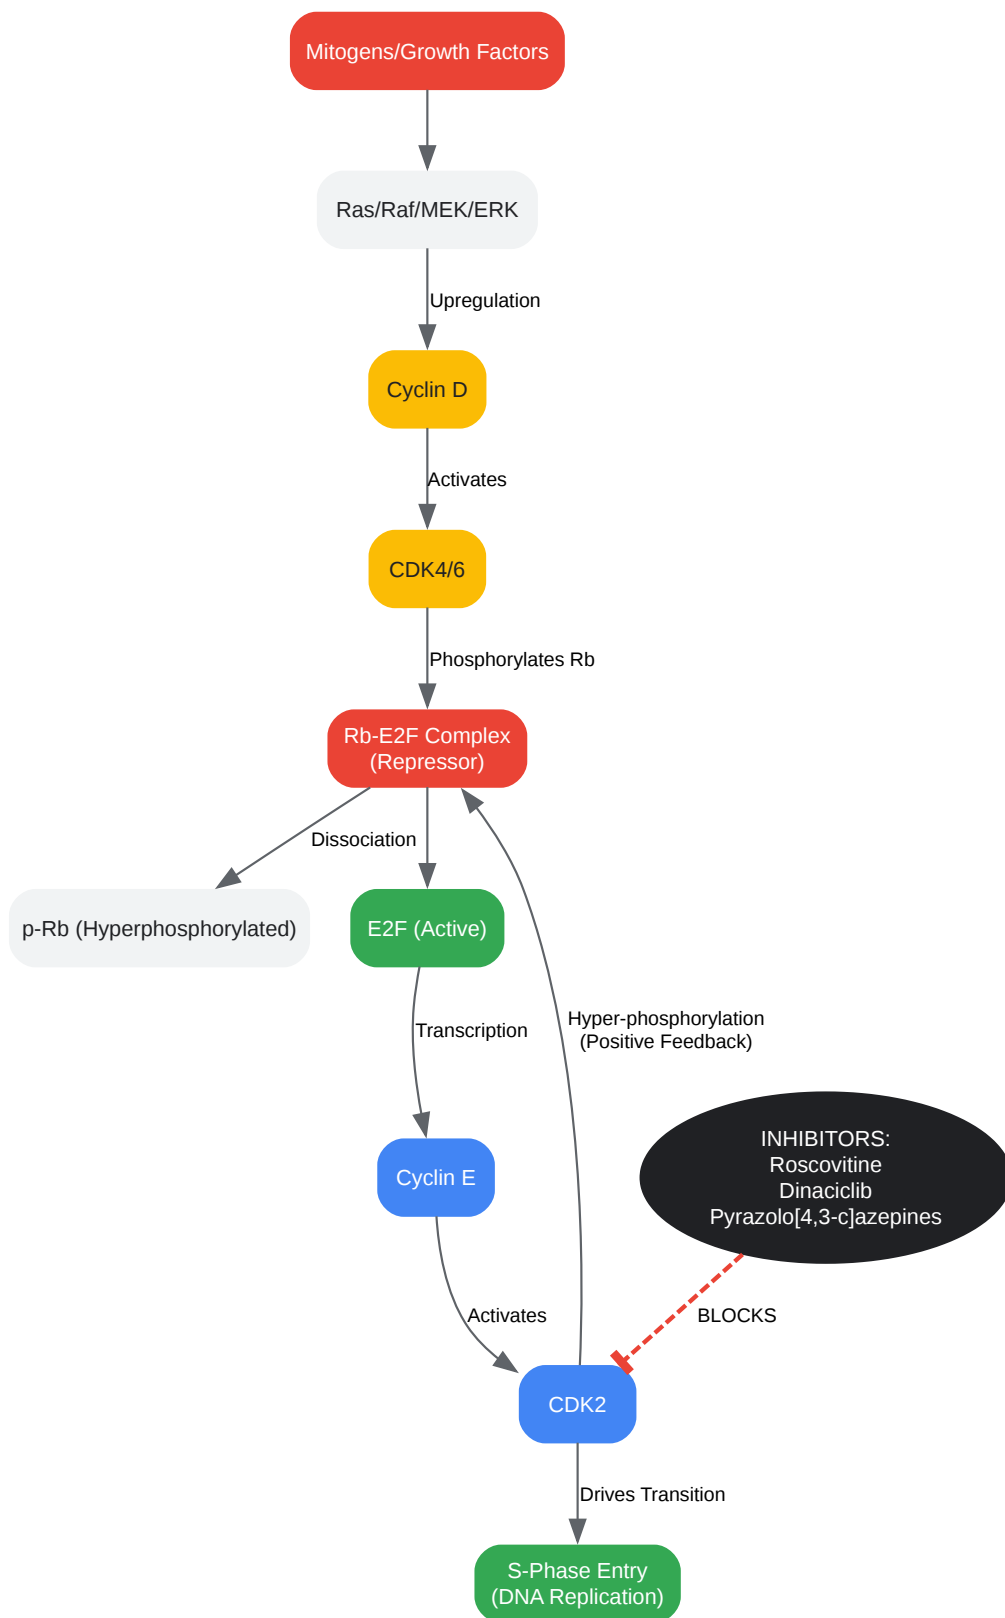 Mitogens/Growth Factors
Ras/Raf/MEK/ERK
Upregulation
Cyclin D
Activates
CDK4/6
Phosphorylates Rb
Rb-E2F Complex
(Repressor)
Dissociation
p-Rb (Hyperphosphorylated)
E2F (Active)
Transcription
Hyper-phosphorylation
(Positive Feedback)
Cyclin E
INHIBITORS:
Roscovitine
Dinaciclib
Pyrazolo[4,3-c]azepines
Activates
BLOCKS
CDK2
Drives Transition
S-Phase Entry
(DNA Replication)